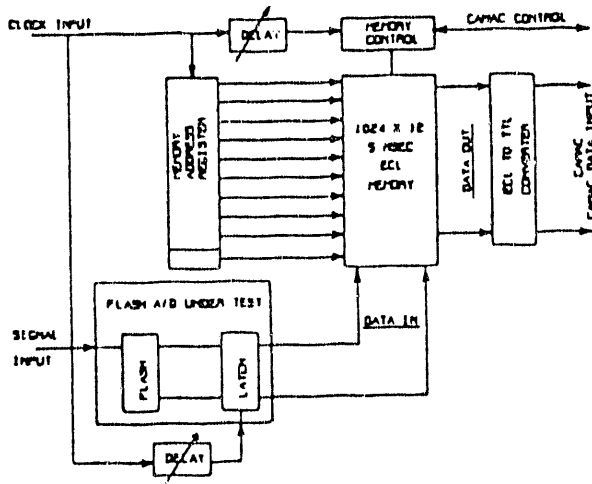 CLOCK INPUT
DELAY
MEMORY
CONTROL
CAMAC CONTROL
MEMORY
ADDRESS
REGISTER
1024 X 12
5 NSEC
ECL
MEMORY
DATA OUT
ECL TO TTL
CONVERTER
CAMAC
CAMAC DATA INPUT
FLASH A/D UNDER TEST
DATA IN
SIGNAL
INPUT
FLASH
LATCH
DELAY